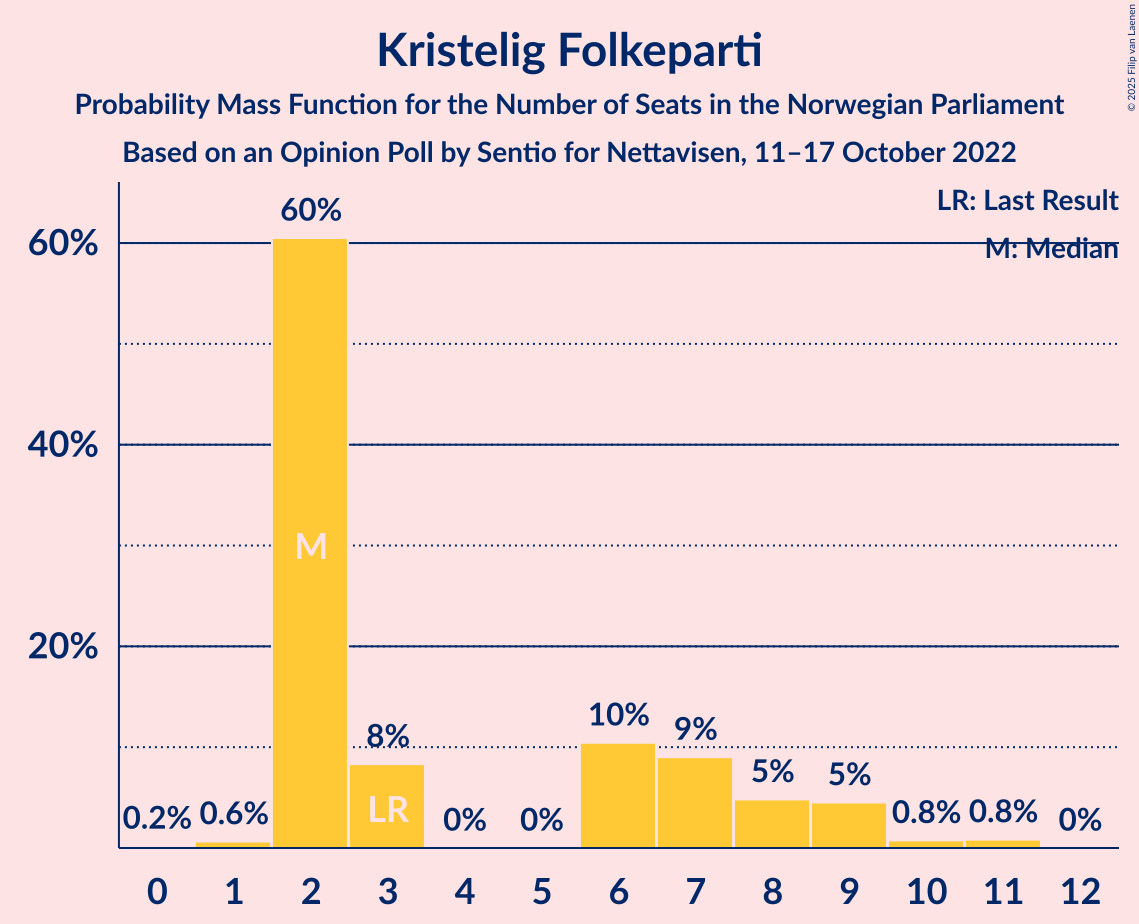 Kristelig Folkeparti
Probability Mass Function for the Number of Seats in the Norwegian Parliament
Based on an Opinion Poll by Sentio for Nettavisen, 11–17 October 2022
© 2025 Filip van Laenen
LR: Last Result
M: Median
60%
40%
20%
0.2%
0.6%
60%
8%
0%
0%
10%
9%
5%
5%
0.8%
0.8%
0%
M
LR
0 1 2 3 4 5 6 7 8 9 10 11 12